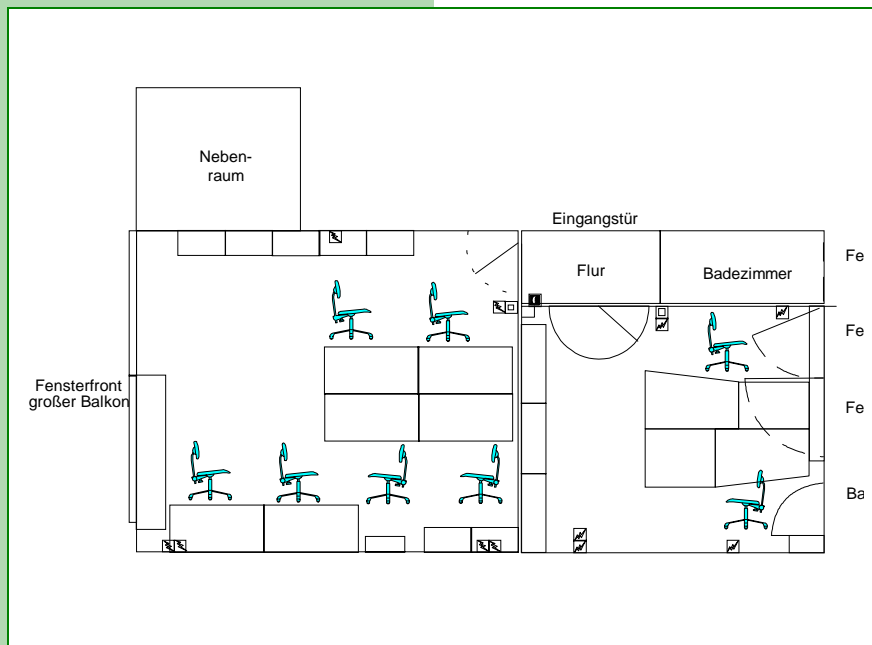 Neben-
raum
Eingangstür
Flur
Badezimmer
Fe
Fe
Fensterfront
großer Balkon
Fe
Ba